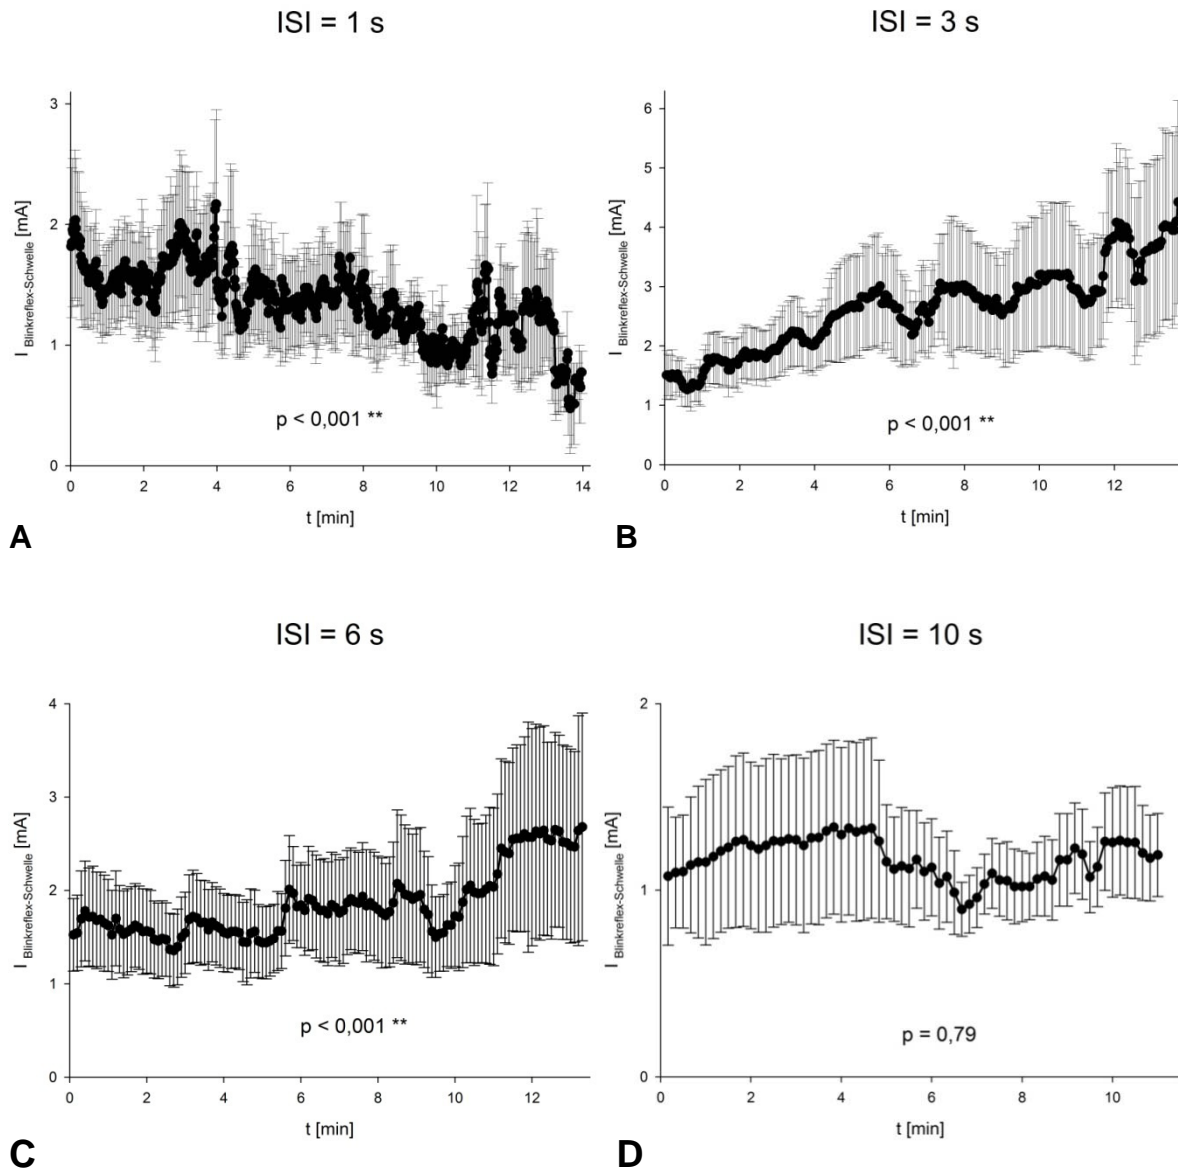 ISI = 1 s
3
2
1
0
I Blinkreflex-Schwelle [mA]
p < 0,001 **
0 2 4 6 8 10 12 14
t [min]
A
ISI = 3 s
6
5
4
3
2
1
0
I Blinkreflex-Schwelle [mA]
p < 0,001 **
0 2 4 6 8 10 12
t [min]
B
ISI = 6 s
4
3
2
1
0
I Blinkreflex-Schwelle [mA]
p < 0,001 **
0 2 4 6 8 10 12
t [min]
C
ISI = 10 s
2
1
0
I Blinkreflex-Schwelle [mA]
p = 0,79
0 2 4 6 8 10
t [min]
D